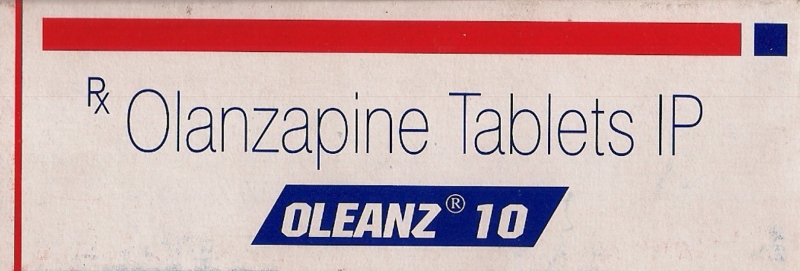 ℞ Olanzapine Tablets IP
OLEANZ® 10